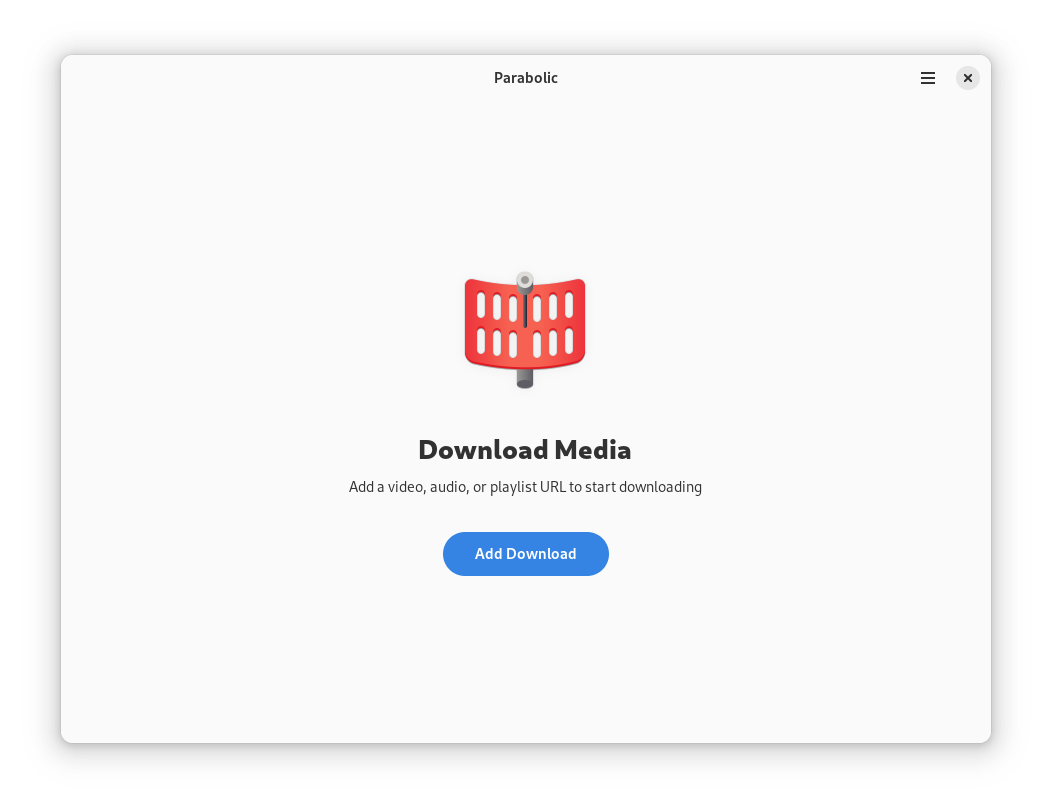 Parabolic
Download Media
Add a video, audio, or playlist URL to start downloading
Add Download